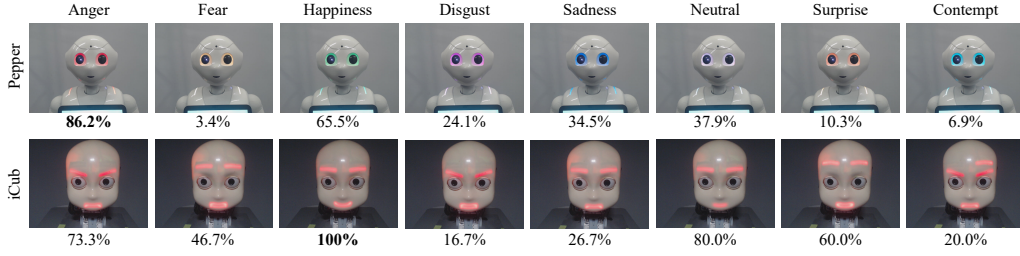 Anger Fear Happiness Disgust Sadness Neutral Surprise Contempt
Pepper
86.2% 3.4% 65.5% 24.1% 34.5% 37.9% 10.3% 6.9%
iCub
73.3% 46.7% 100% 16.7% 26.7% 80.0% 60.0% 20.0%